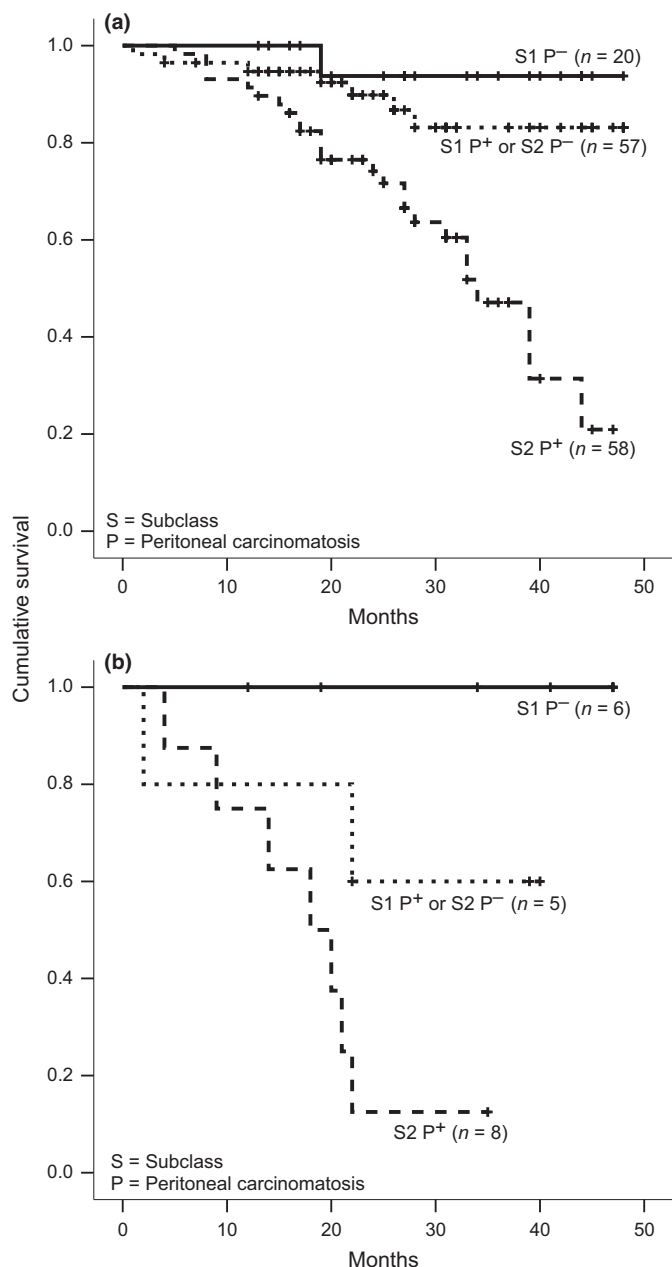 (a)
1.0
0.8
0.6
0.4
0.2
0.0
S1 P− (n = 20)
S1 P+ or S2 P− (n = 57)
S2 P+ (n = 58)
S = Subclass
P = Peritoneal carcinomatosis
0 10 20 30 40 50
Months
Cumulative survival
(b)
1.0
0.8
0.6
0.4
0.2
0.0
S1 P− (n = 6)
S1 P+ or S2 P− (n = 5)
S2 P+ (n = 8)
S = Subclass
P = Peritoneal carcinomatosis
0 10 20 30 40 50
Months